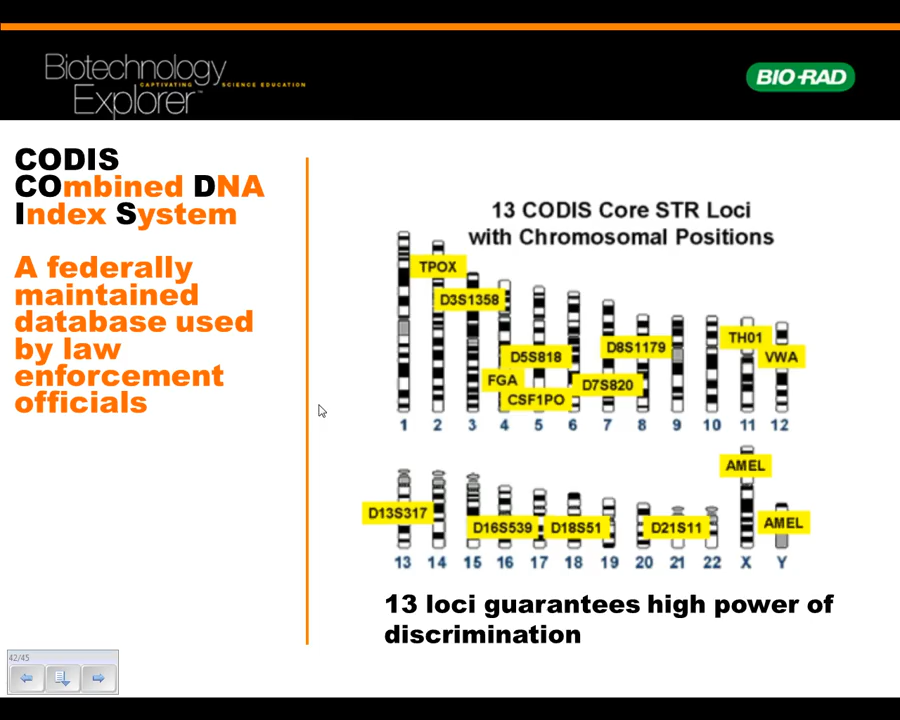 Biotechnology
CAPTIVATING SCIENCE EDUCATION
Explorer™
BIO-RAD
CODIS
COmbined DNA
Index System
A federally
maintained
database used
by law
enforcement
officials
13 CODIS Core STR Loci
with Chromosomal Positions
TPOX
D3S1358
D5S818
FGA
CSF1PO
D8S1179
D7S820
TH01
VWA
1 2 3 4 5 6 7 8 9 10 11 12
AMEL
D13S317
D16S539
D18S51
D21S11
AMEL
13 14 15 16 17 18 19 20 21 22 X Y
13 loci guarantees high power of
discrimination
42/45